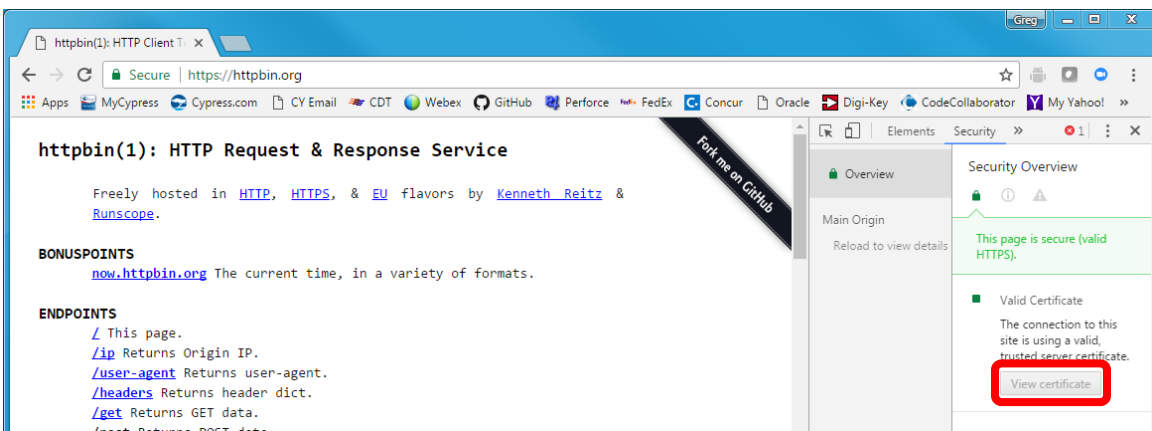 Greg
httpbin(1): HTTP Client T
Secure | https://httpbin.org
Apps MyCypress Cypress.com CY Email CDT Webex GitHub Perforce FedEx Concur Oracle Digi-Key CodeCollaborator My Yahoo! »
httpbin(1): HTTP Request & Response Service
Freely hosted in HTTP, HTTPS, & EU flavors by Kenneth Reitz &
Runscope.
BONUSPOINTS
now.httpbin.org The current time, in a variety of formats.
ENDPOINTS
/ This page.
/ip Returns Origin IP.
/user-agent Returns user-agent.
/headers Returns header dict.
/get Returns GET data.
/post Returns POST data.
Fork me on GitHub
Elements Security » 1
Overview
Main Origin
Reload to view details
Security Overview
This page is secure (valid
HTTPS).
Valid Certificate
The connection to this
site is using a valid,
trusted server certificate.
View certificate